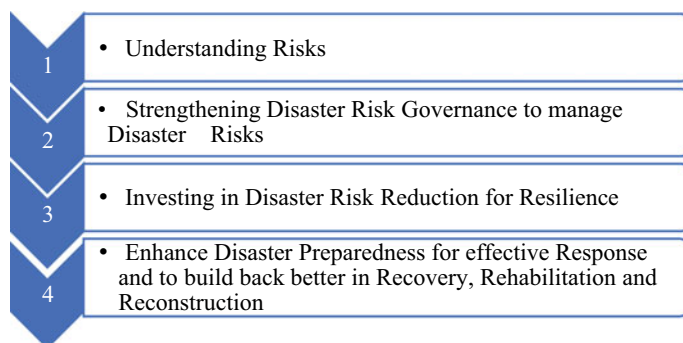 1
• Understanding Risks
2
• Strengthening Disaster Risk Governance to manage
Disaster Risks
3
• Investing in Disaster Risk Reduction for Resilience
4
• Enhance Disaster Preparedness for effective Response
and to build back better in Recovery, Rehabilitation and
Reconstruction